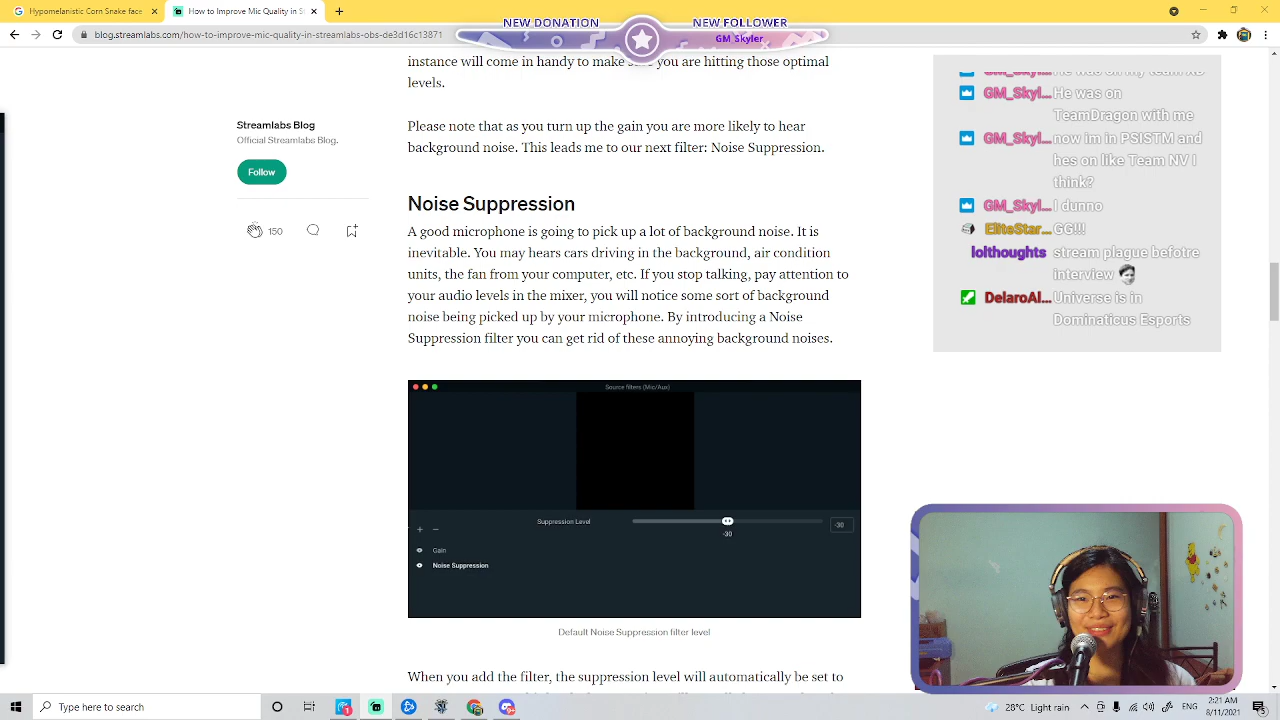 Hypomelanistic Corn Snake Face
How to Improve Mic Quality in S
NEW DONATION
NEW FOLLOWER
GM Skyler
blog.streamlabs.com/how-to-improve-mic-quality-in-streamlabs-obs-de3d16c13871
instance will come in handy to make sure you are hitting those optimal
levels.
Streamlabs Blog
Official Streamlabs Blog.
Follow
150
Please note that as you turn up the gain you are more likely to hear
background noise. This leads me to our next filter: Noise Suppression.
Noise Suppression
A good microphone is going to pick up a lot of background noise. It is
inevitable. You may hears cars driving in the background, air condition
units, the fan from your computer, etc. If you stop talking, pay attention to
your audio levels in the mixer, you will notice some sort of background
noise being picked up by your microphone. By introducing a Noise
Suppression filter you can get rid of these annoying background noises.
Source filters (Mic/Aux)
Suppression Level
-30
-30
Gain
Noise Suppression
Default Noise Suppression filter level
When you add the filter, the suppression level will automatically be set to
GM_Skyl... He was on my team XD
GM_Skyl... He was on
TeamDragon with me
GM_Skyl... now im in PSISTM and
hes on like Team NV I
think?
GM_Skyl... I dunno
EliteStar... GG!!!
lolthoughts stream plague befotre
interview
DelaroAl... Universe is in
Dominaticus Esports
Type here to search
28°C
2:21 AM
8/11/2021